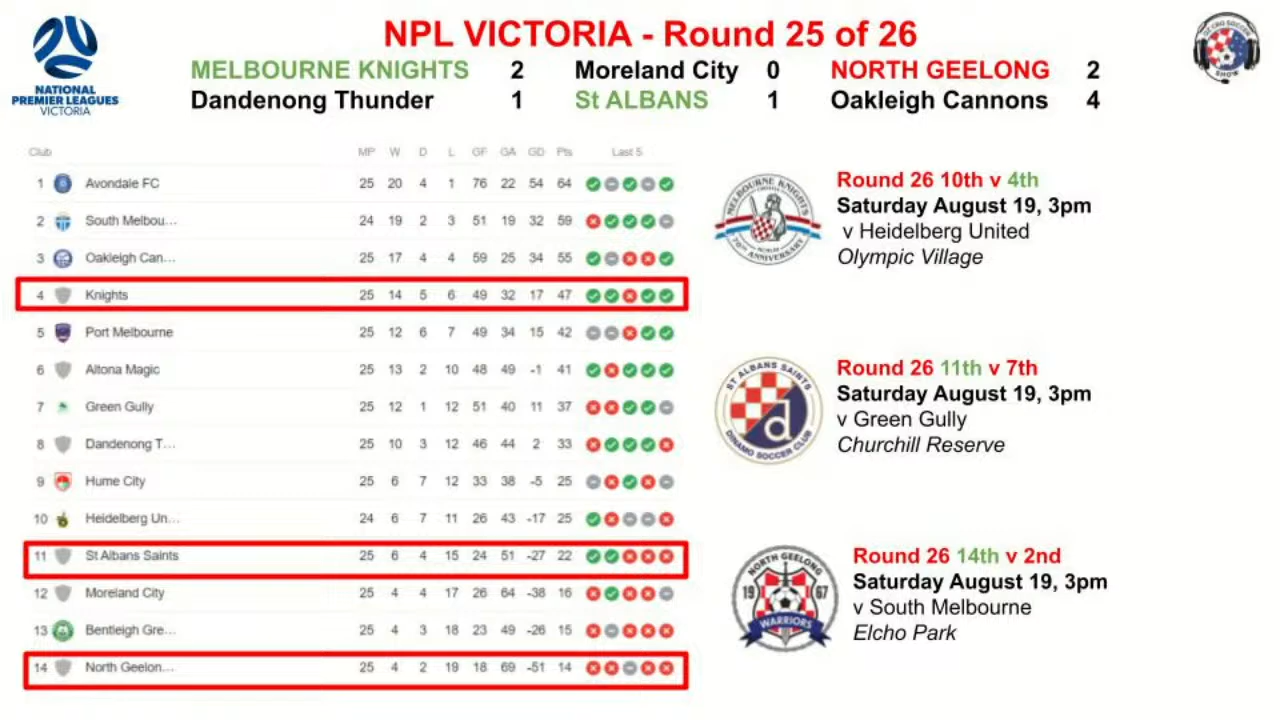 NPL VICTORIA - Round 25 of 26
MELBOURNE KNIGHTS 2 Moreland City 0 NORTH GEELONG 2
Dandenong Thunder 1 St ALBANS 1 Oakleigh Cannons 4
NATIONAL
PREMIER LEAGUES
VICTORIA
Club MP W D L GF GA GD Pts Last 5
1 Avondale FC 25 20 4 1 76 22 54 64
2 South Melbou... 24 19 2 3 51 19 32 59
3 Oakleigh Can... 25 17 4 4 59 25 34 55
4 Knights 25 14 5 6 49 32 17 47
5 Port Melbourne 25 12 6 7 49 34 15 42
6 Altona Magic 25 13 2 10 48 49 -1 41
7 Green Gully 25 12 1 12 51 40 11 37
8 Dandenong T... 25 10 3 12 46 44 2 33
9 Hume City 25 6 7 12 33 38 -5 25
10 Heidelberg Un... 24 6 7 11 26 43 -17 25
11 St Albans Saints 25 6 4 15 24 51 -27 22
12 Moreland City 25 4 4 17 26 64 -38 16
13 Bentleigh Gre... 25 4 3 18 23 49 -26 15
14 North Geelon... 25 4 2 19 18 69 -51 14
MELBOURNE KNIGHTS
70TH ANNIVERSARY
Round 26 10th v 4th
Saturday August 19, 3pm
v Heidelberg United
Olympic Village
ST ALBANS SAINTS
DINAMO SOCCER CLUB
Round 26 11th v 7th
Saturday August 19, 3pm
v Green Gully
Churchill Reserve
NORTH GEELONG
19 67
WARRIORS
Round 26 14th v 2nd
Saturday August 19, 3pm
v South Melbourne
Elcho Park